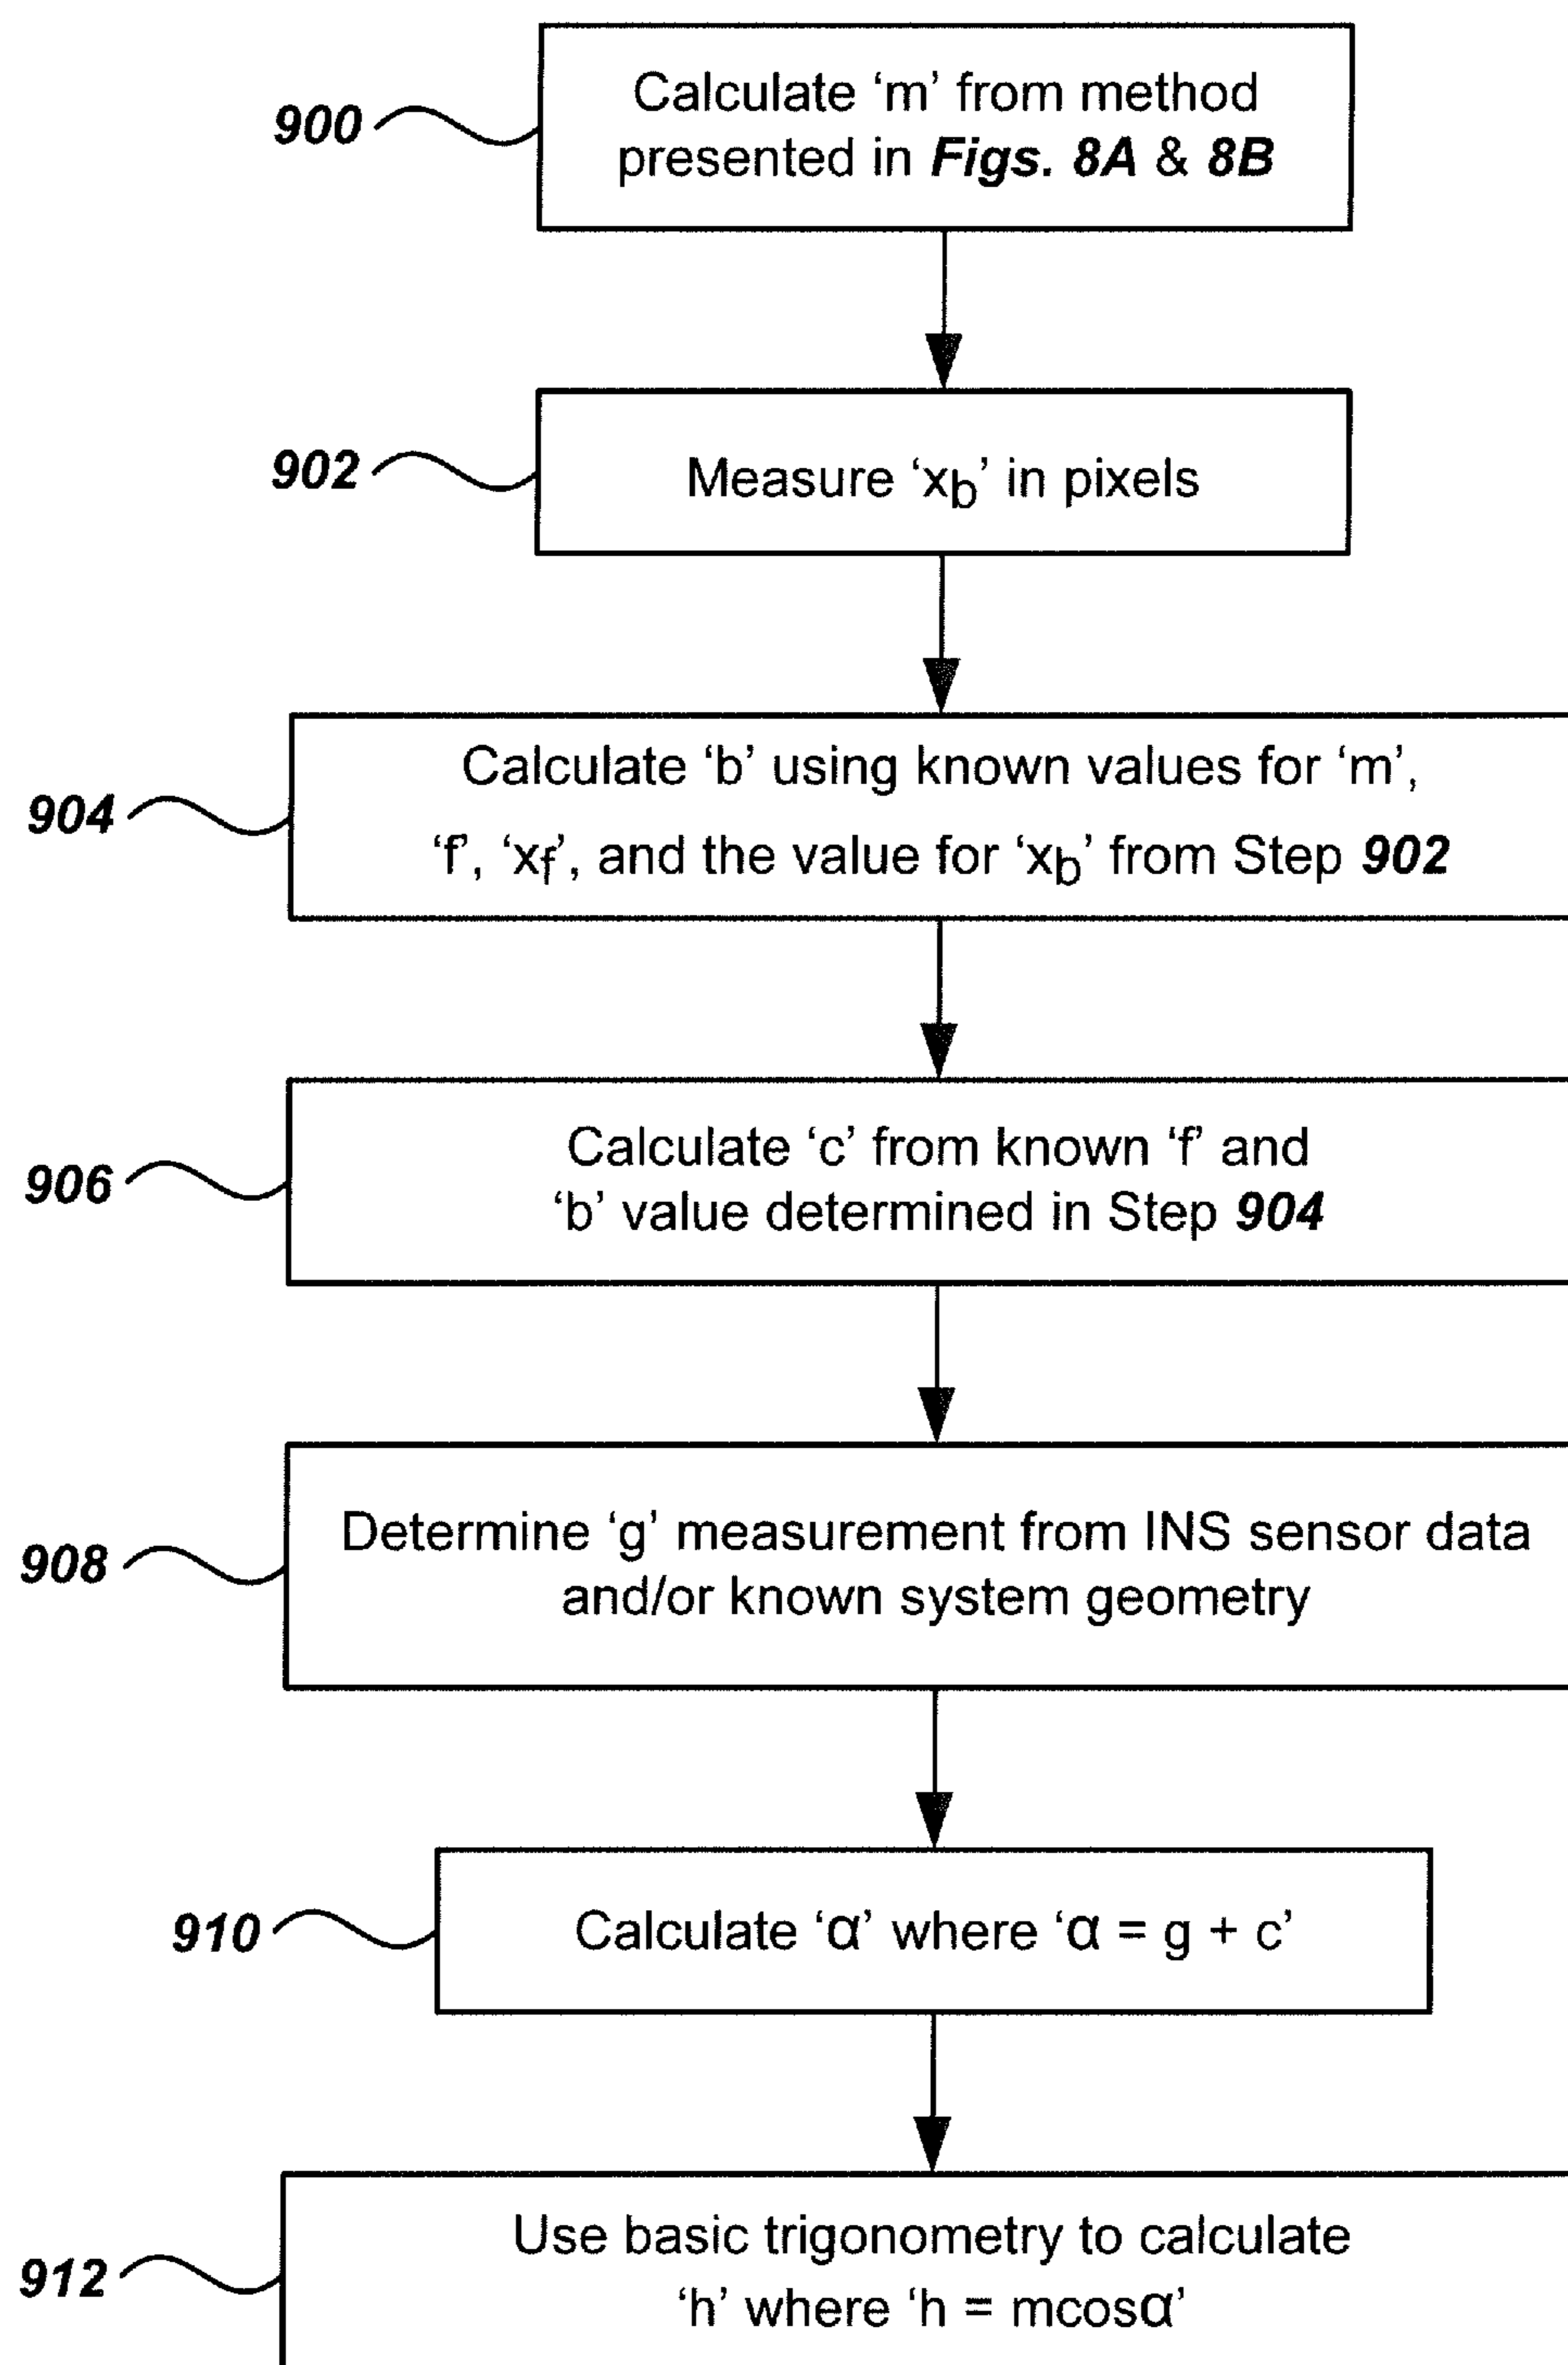 900
Calculate ‘m’ from method
presented in Figs. 8A & 8B
902
Measure ‘xb’ in pixels
904
Calculate ‘b’ using known values for ‘m’,
‘f’, ‘xf’, and the value for ‘xb’ from Step 902
906
Calculate ‘c’ from known ‘f’ and
‘b’ value determined in Step 904
908
Determine ‘g’ measurement from INS sensor data
and/or known system geometry
910
Calculate ‘α’ where ‘α = g + c’
912
Use basic trigonometry to calculate
‘h’ where ‘h = mcosα’